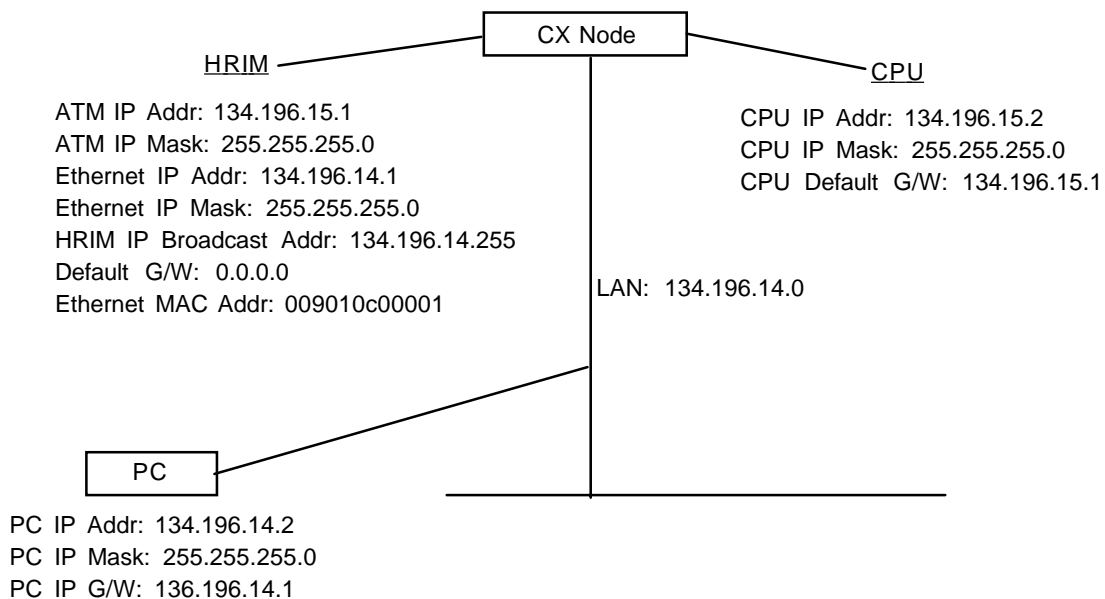 CX Node
HRIM
ATM IP Addr: 134.196.15.1
ATM IP Mask: 255.255.255.0
Ethernet IP Addr: 134.196.14.1
Ethernet IP Mask: 255.255.255.0
HRIM IP Broadcast Addr: 134.196.14.255
Default G/W: 0.0.0.0
Ethernet MAC Addr: 009010c00001
CPU
CPU IP Addr: 134.196.15.2
CPU IP Mask: 255.255.255.0
CPU Default G/W: 134.196.15.1
LAN: 134.196.14.0
PC
PC IP Addr: 134.196.14.2
PC IP Mask: 255.255.255.0
PC IP G/W: 136.196.14.1